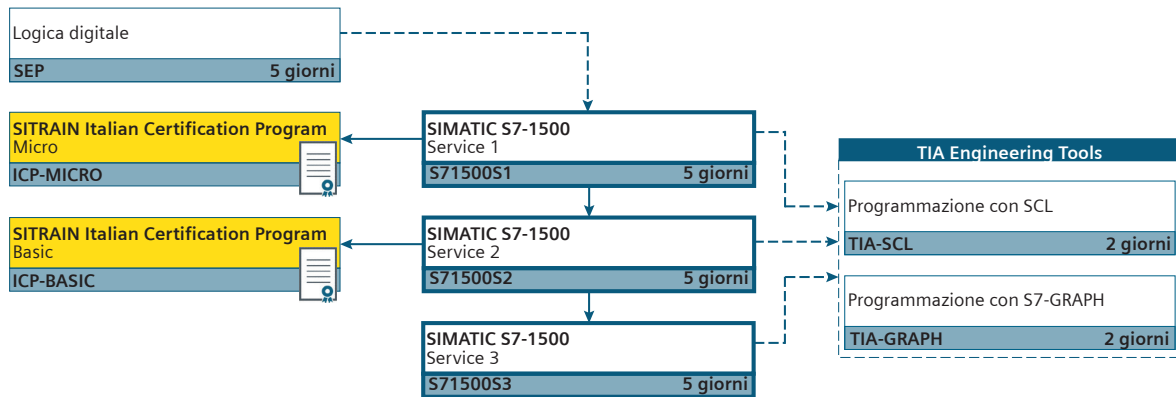 Logica digitale
SEP 5 giorni
SITRAIN Italian Certification Program
Micro
ICP-MICRO
SIMATIC S7-1500
Service 1
S71500S1 5 giorni
TIA Engineering Tools
Programmazione con SCL
TIA-SCL 2 giorni
SITRAIN Italian Certification Program
Basic
ICP-BASIC
SIMATIC S7-1500
Service 2
S71500S2 5 giorni
Programmazione con S7-GRAPH
TIA-GRAPH 2 giorni
SIMATIC S7-1500
Service 3
S71500S3 5 giorni